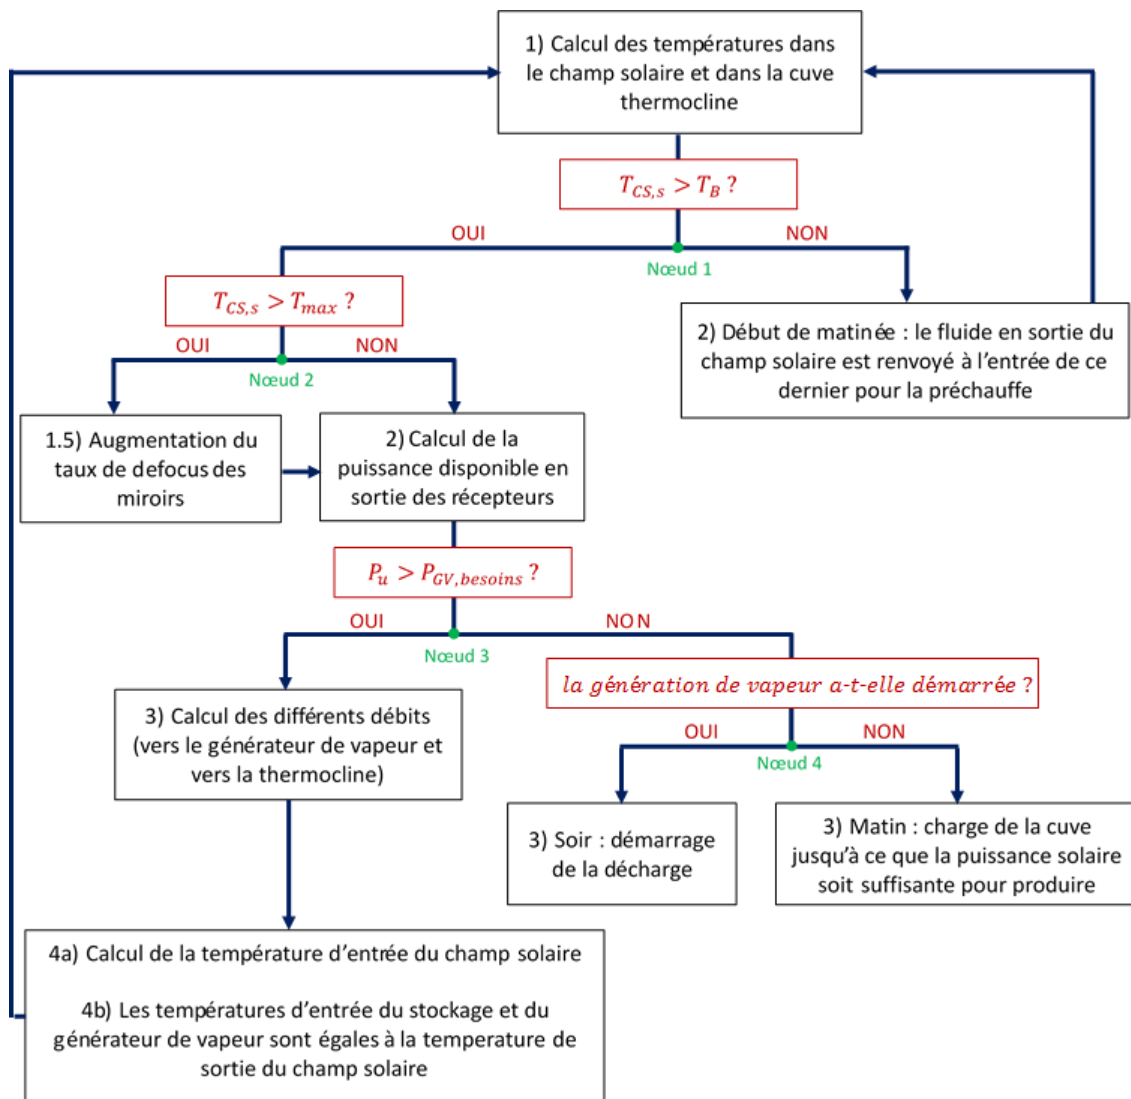 1) Calcul des températures dans
le champ solaire et dans la cuve
thermocline
T_{CS,s} > T_B ?
OUI
NON
Nœud 1
T_{CS,s} > T_{max} ?
OUI
NON
Nœud 2
2) Début de matinée : le fluide en sortie du
champ solaire est renvoyé à l’entrée de ce
dernier pour la préchauffe
1.5) Augmentation du
taux de defocus des
miroirs
2) Calcul de la
puissance disponible en
sortie des récepteurs
P_u > P_{GV,besoins} ?
OUI
NON
Nœud 3
la génération de vapeur a-t-elle démarrée ?
OUI
NON
Nœud 4
3) Calcul des différents débits
(vers le générateur de vapeur et
vers la thermocline)
3) Soir : démarrage
de la décharge
3) Matin : charge de la cuve
jusqu’à ce que la puissance solaire
soit suffisante pour produire
4a) Calcul de la température d’entrée du champ solaire
4b) Les températures d’entrée du stockage et du
générateur de vapeur sont égales à la temperature de
sortie du champ solaire